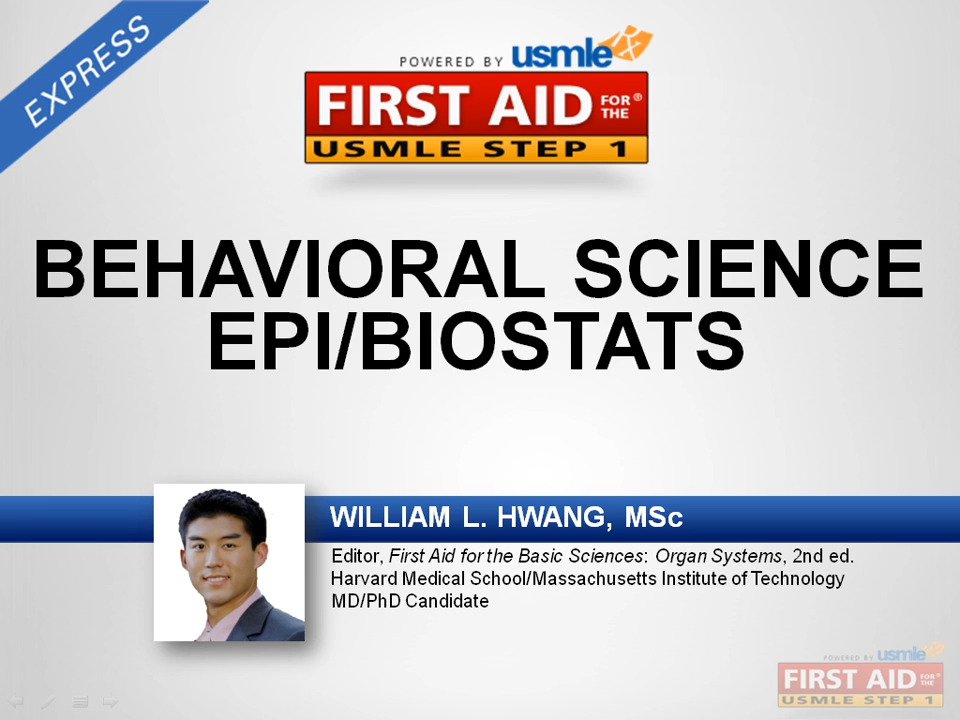 EXPRESS
POWERED BY usmleRx
FIRST AID FOR THE®
USMLE STEP 1
BEHAVIORAL SCIENCE
EPI/BIOSTATS
WILLIAM L. HWANG, MSc
Editor, First Aid for the Basic Sciences: Organ Systems, 2nd ed.
Harvard Medical School/Massachusetts Institute of Technology
MD/PhD Candidate
POWERED BY usmleRx
FIRST AID FOR THE
USMLE STEP 1